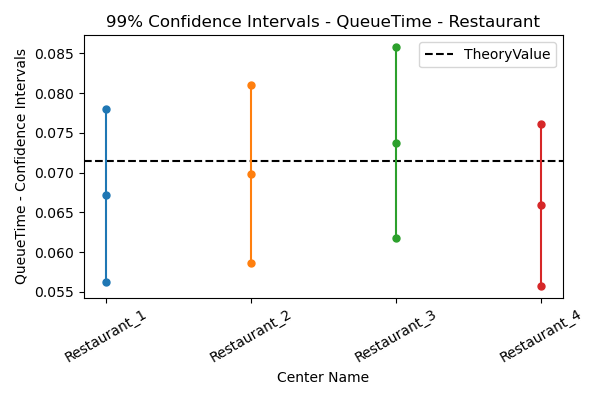 99% Confidence Intervals - QueueTime - Restaurant
QueueTime - Confidence Intervals
0.085
0.080
0.075
0.070
0.065
0.060
0.055
TheoryValue
Restaurant_1
Restaurant_2
Restaurant_3
Restaurant_4
Center Name